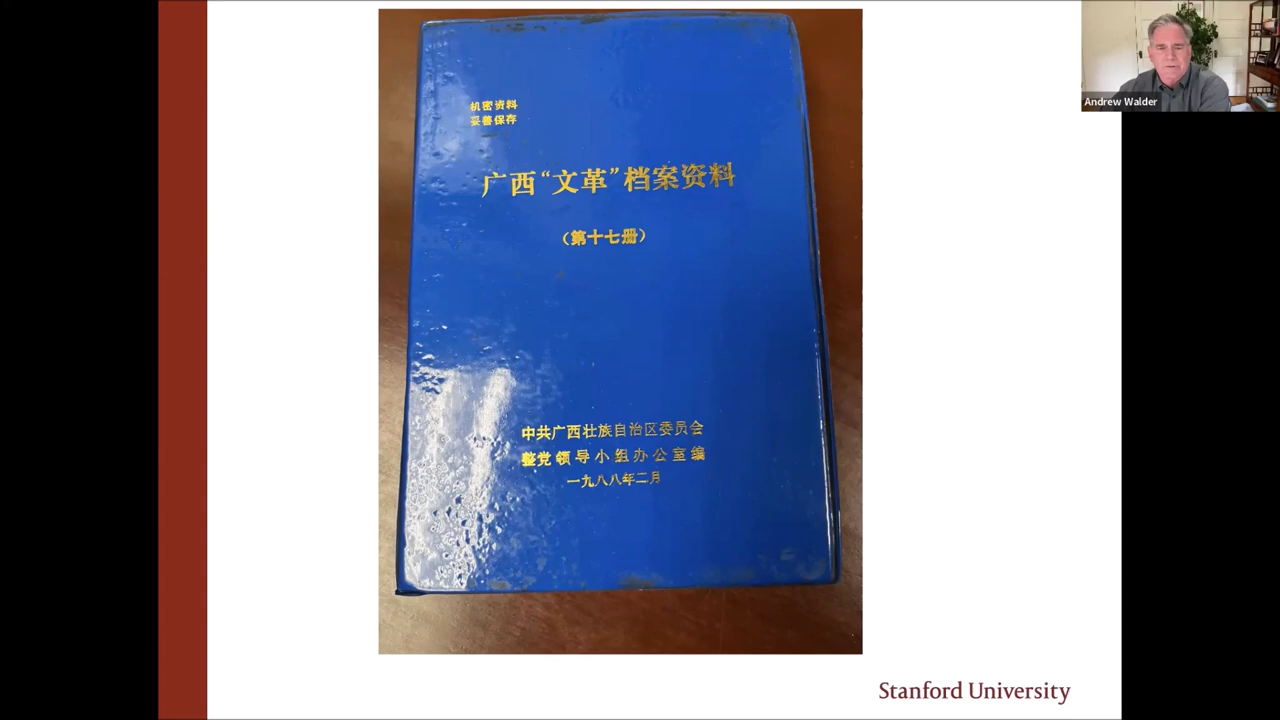 机密资料
妥善保存
广西“文革”档案资料
（第十七册）
中共广西壮族自治区委员会
整党领导小组办公室编
一九八八年二月
Andrew Walder
Stanford University